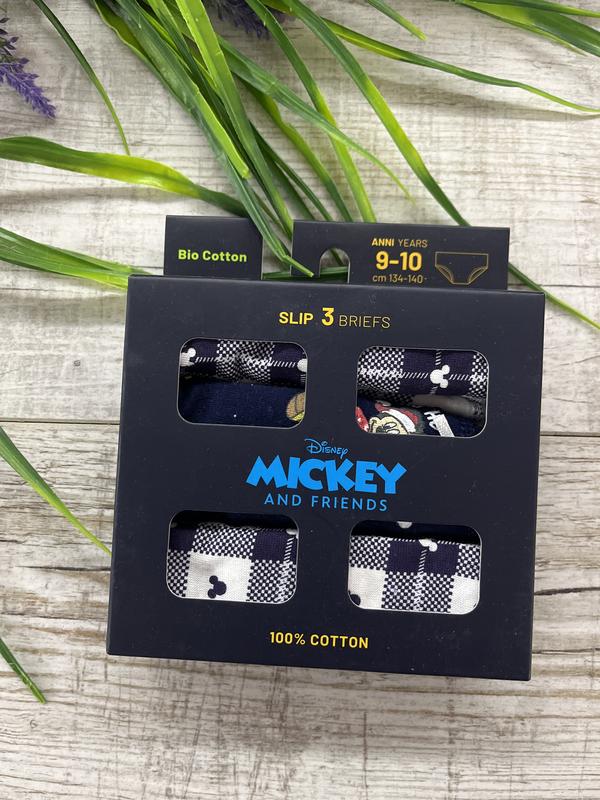 Bio Cotton
ANNI YEARS
9-10
cm 134-140
SLIP 3 BRIEFS
Disney
MICKEY
AND FRIENDS
100% COTTON